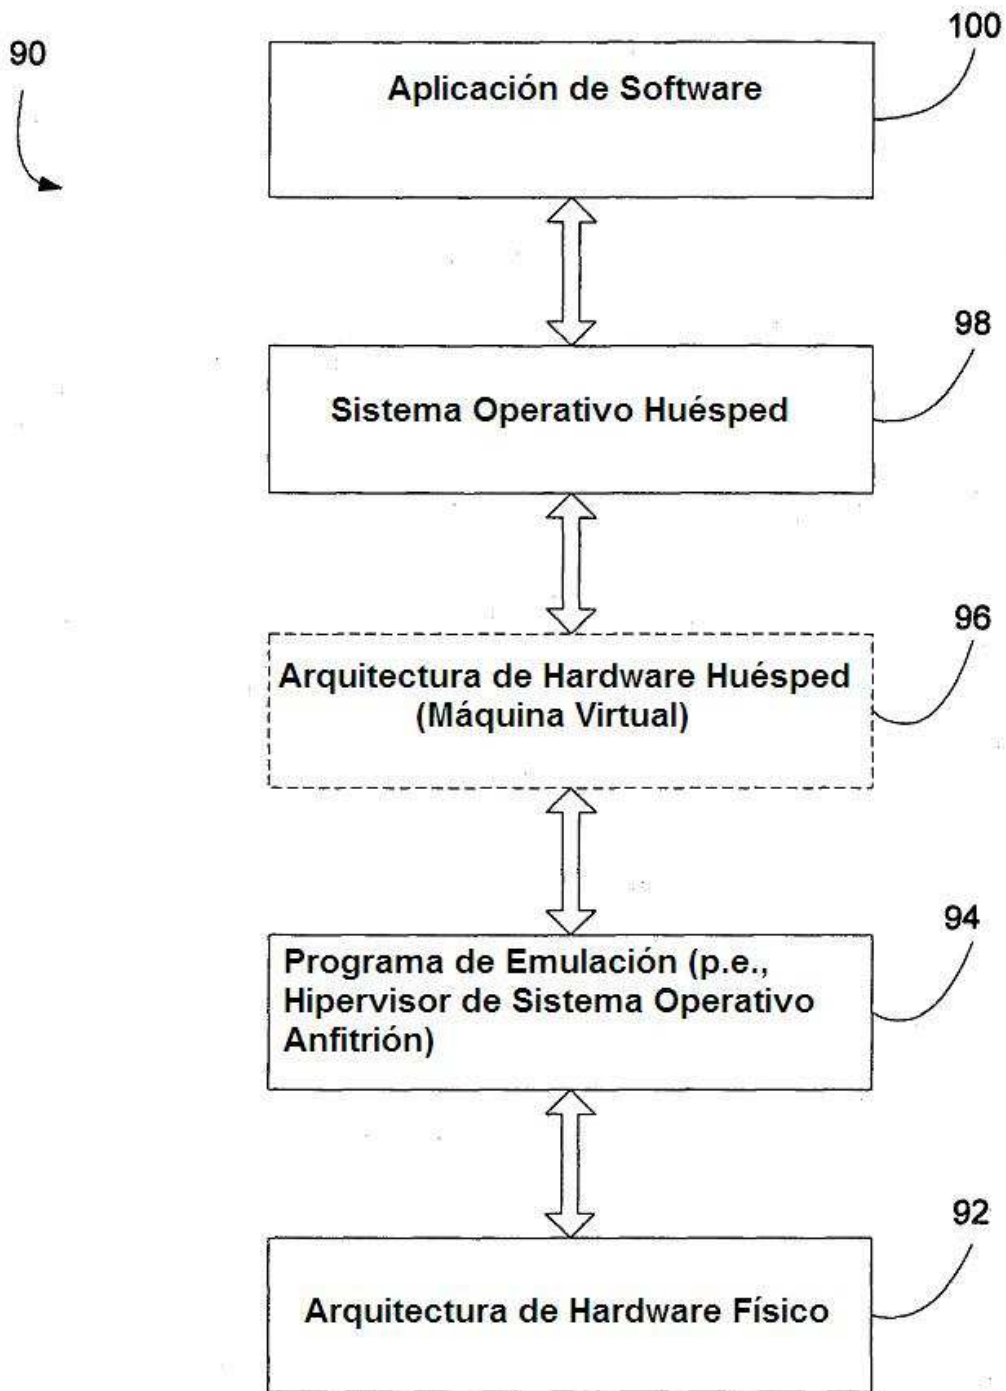 90
100
Aplicación de Software
98
Sistema Operativo Huésped
96
Arquitectura de Hardware Huésped
(Máquina Virtual)
94
Programa de Emulación (p.e.,
Hipervisor de Sistema Operativo
Anfitrión)
92
Arquitectura de Hardware Físico